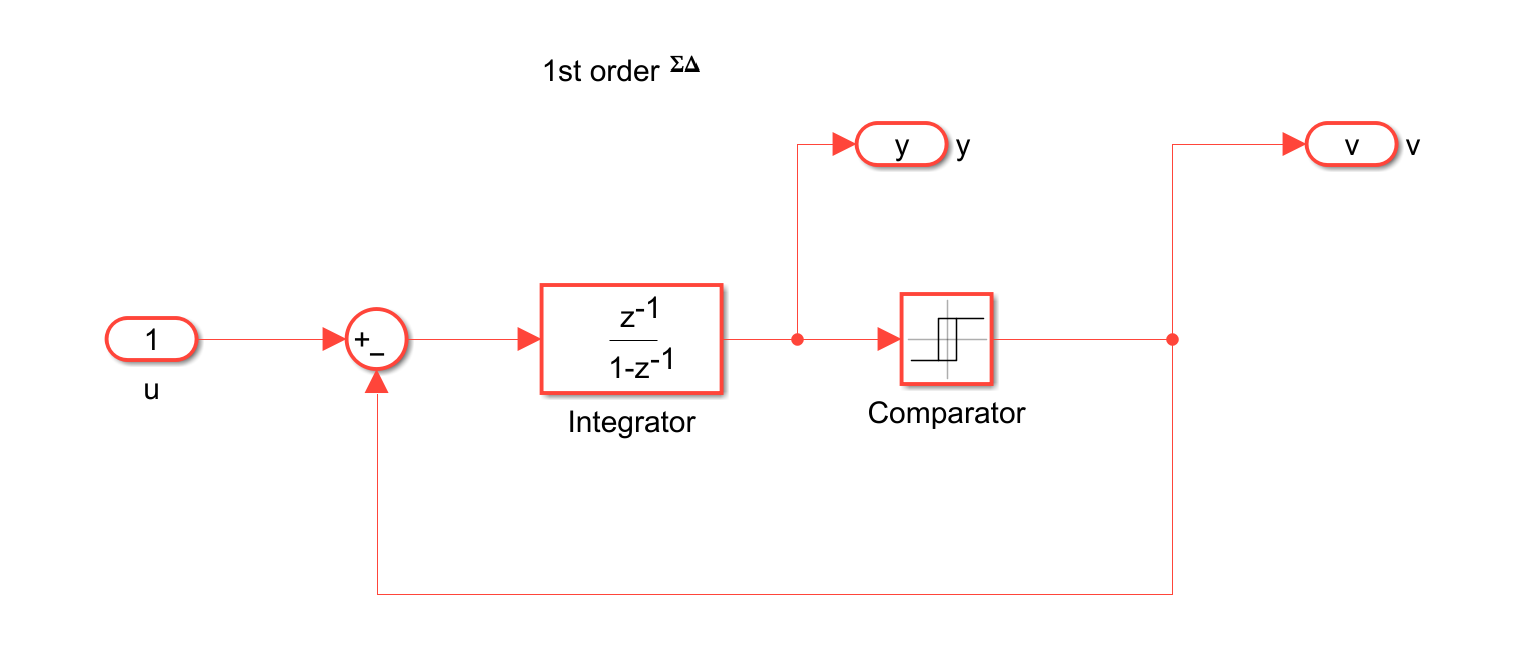 1st order ΣΔ
y y
v v
1
u
+
−
z-1
1-z-1
Integrator
Comparator